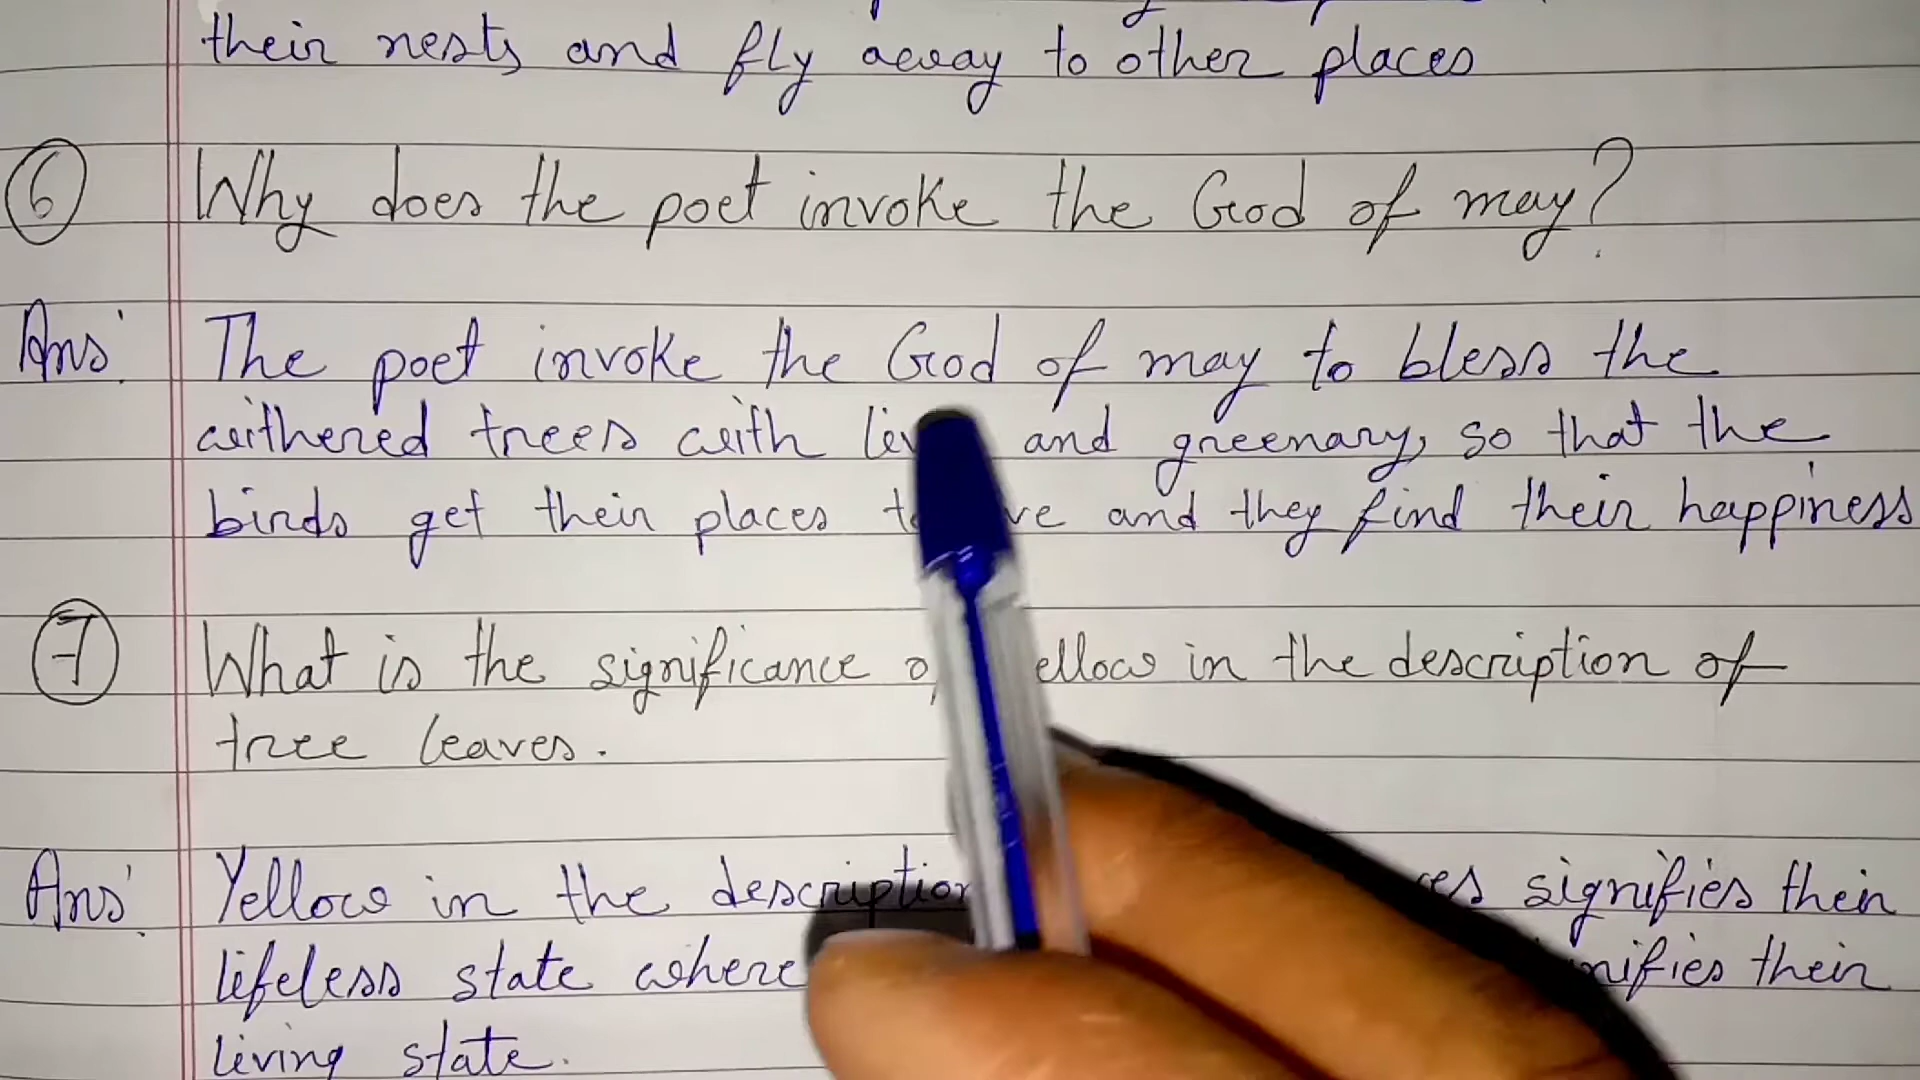 their nests and fly away to other places
6 Why does the poet invoke the God of may?
Ans: The poet invoke the God of may to bless the
withered trees with and greenary, so that the
birds get their places and they find their happiness
7 What is the significance in the description of
tree leaves.
Ans: Yellow in the description signifies their
lifeless state where their
living state.